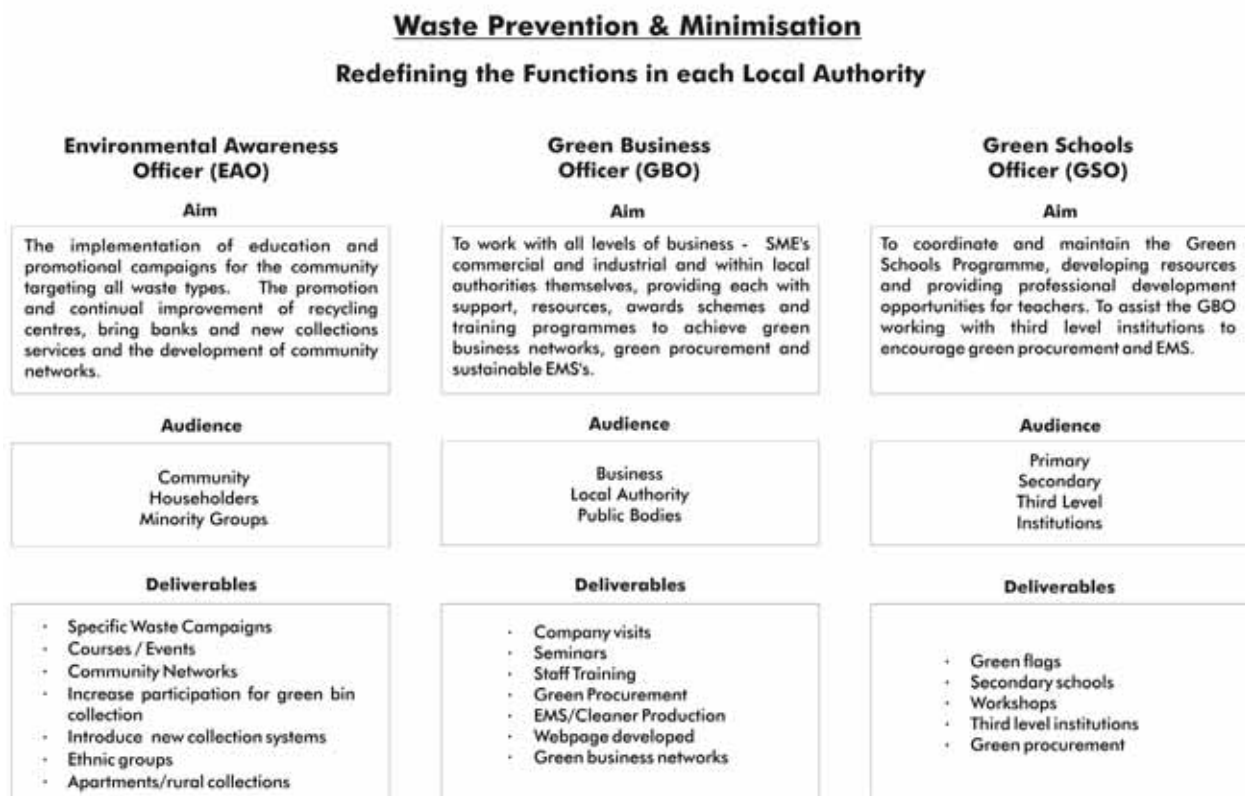 Waste Prevention & Minimisation
Redefining the Functions in each Local Authority
Environmental Awareness
Officer (EAO)
Aim
The implementation of education and
promotional campaigns for the community
targeting all waste types. The promotion
and continual improvement of recycling
centres, bring banks and new collections
services and the development of community
networks.
Audience
Community
Householders
Minority Groups
Deliverables
· Specific Waste Campaigns
· Courses / Events
· Community Networks
· Increase participation for green bin
collection
· Introduce new collection systems
· Ethnic groups
· Apartments/rural collections
Green Business
Officer (GBO)
Aim
To work with all levels of business - SME's
commercial and industrial and within local
authorities themselves, providing each with
support, resources, awards schemes and
training programmes to achieve green
business networks, green procurement and
sustainable EMS's.
Audience
Business
Local Authority
Public Bodies
Deliverables
· Company visits
· Seminars
· Staff Training
· Green Procurement
· EMS/Cleaner Production
· Webpage developed
· Green business networks
Green Schools
Officer (GSO)
Aim
To coordinate and maintain the Green
Schools Programme, developing resources
and providing professional development
opportunities for teachers. To assist the GBO
working with third level institutions to
encourage green procurement and EMS.
Audience
Primary
Secondary
Third Level
Institutions
Deliverables
· Green flags
· Secondary schools
· Workshops
· Third level institutions
· Green procurement